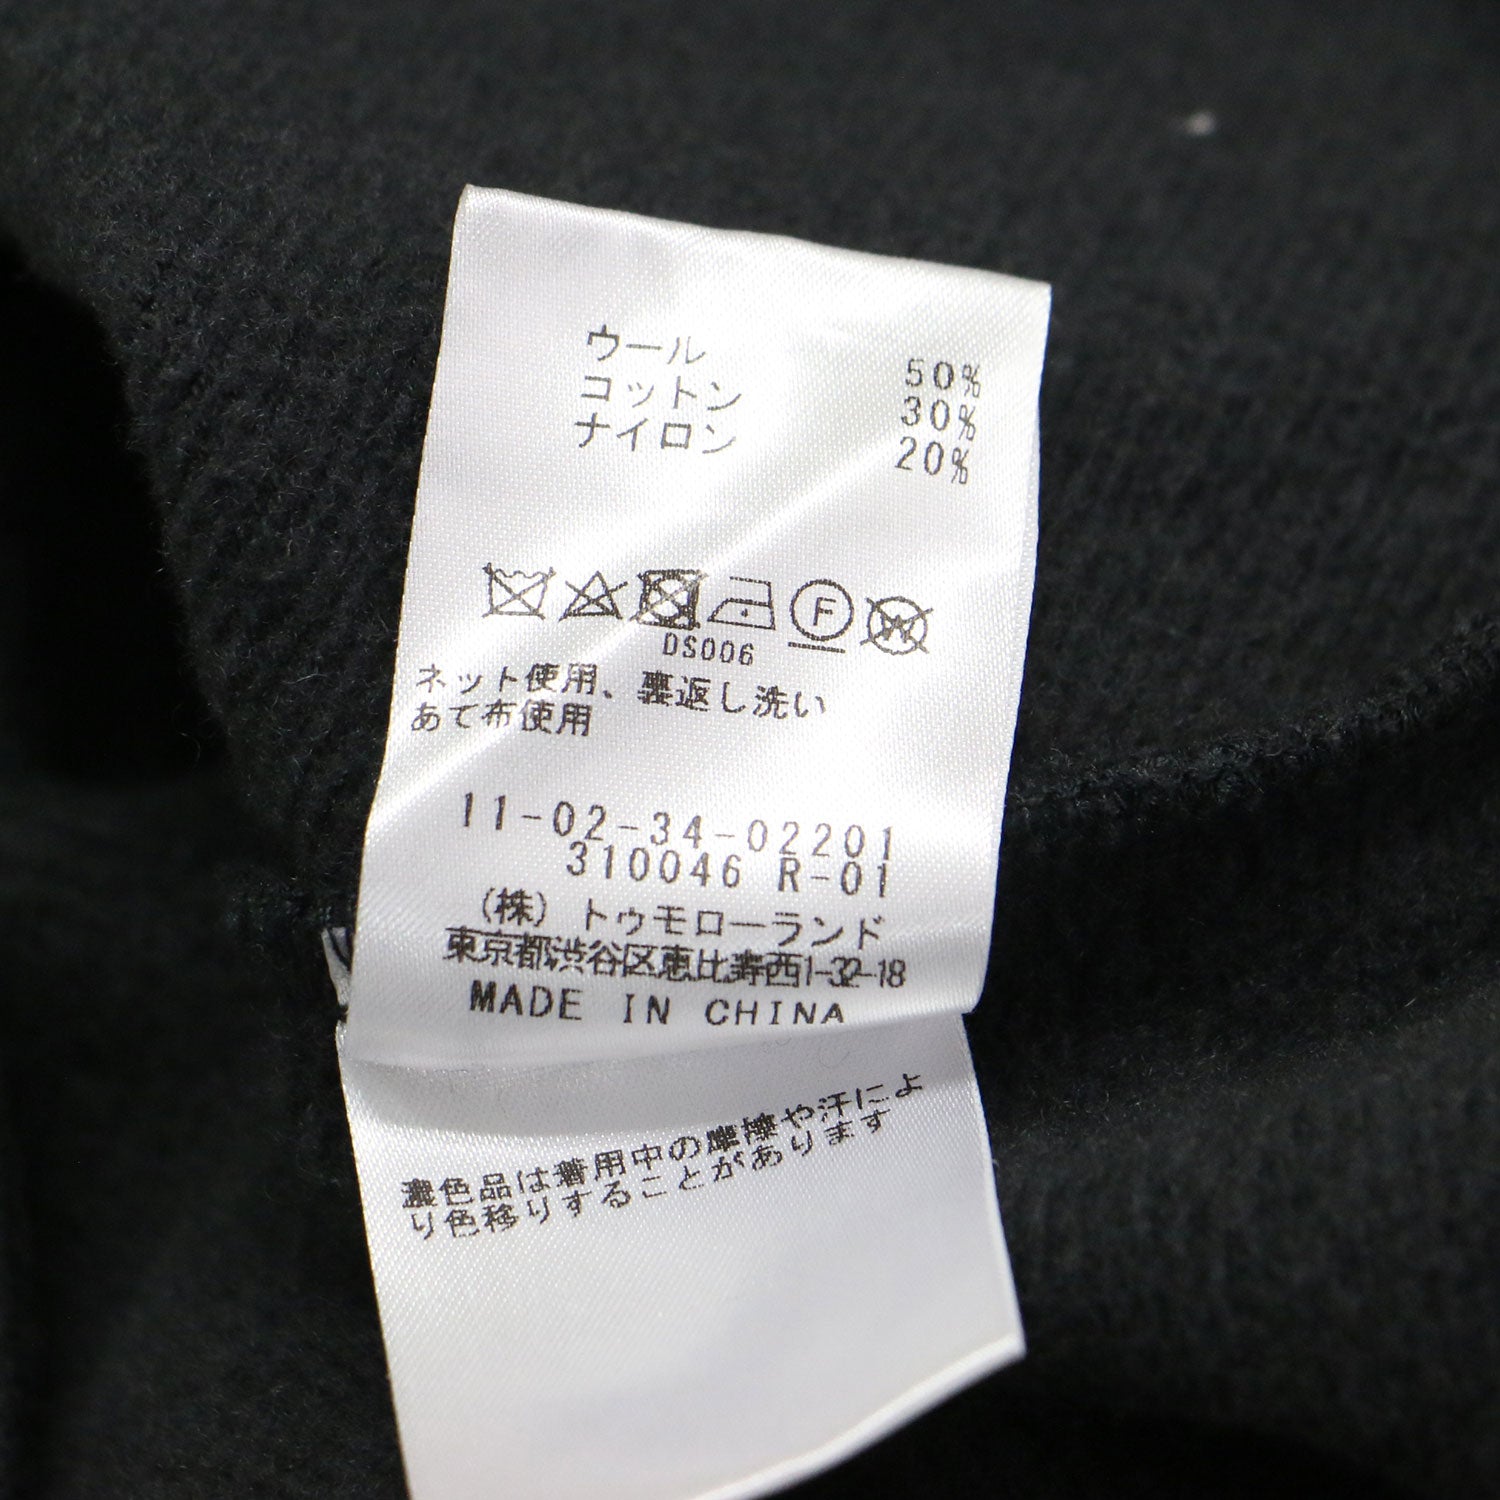 ウール 50%
コットン 30%
ナイロン 20%
F W
DS006
ネット使用、裏返し洗い
あて布使用
11-02-34-02201
310046 R-01
(株) トゥモローランド
東京都渋谷区恵比寿西1-32-18
MADE IN CHINA
濃色品は着用中の摩擦や汗によ
り色移りすることがあります